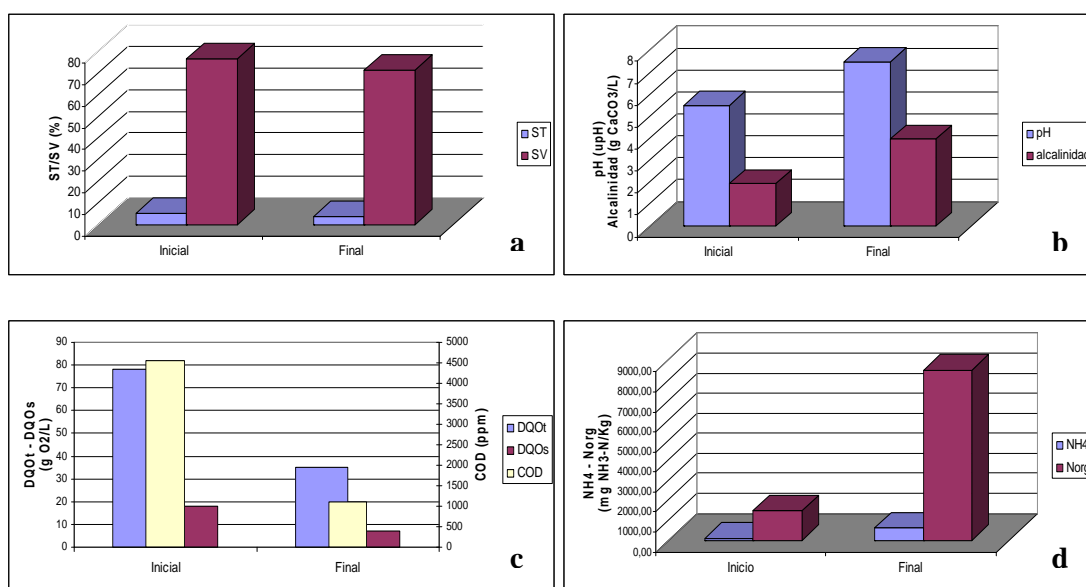 ST/SV (%)
80
70
60
50
40
30
20
10
0
Inicial
Final
ST
SV
a
pH (upH)
Alcalinidad (g CaCO3/L)
8
7
6
5
4
3
2
1
0
Inicial
Final
pH
alcalinidad
b
DQOt - DQOs
(g O2/L)
90
80
70
60
50
40
30
20
10
0
Inicial
Final
5000
4500
4000
3500
3000
2500
2000
1500
1000
500
0
COD (ppm)
DQOt
DQOs
COD
c
NH4 - Norg
(mg NH3-N/Kg)
9000,00
8000,00
7000,00
6000,00
5000,00
4000,00
3000,00
2000,00
1000,00
0,00
Inicio
Final
NH4
Norg
d